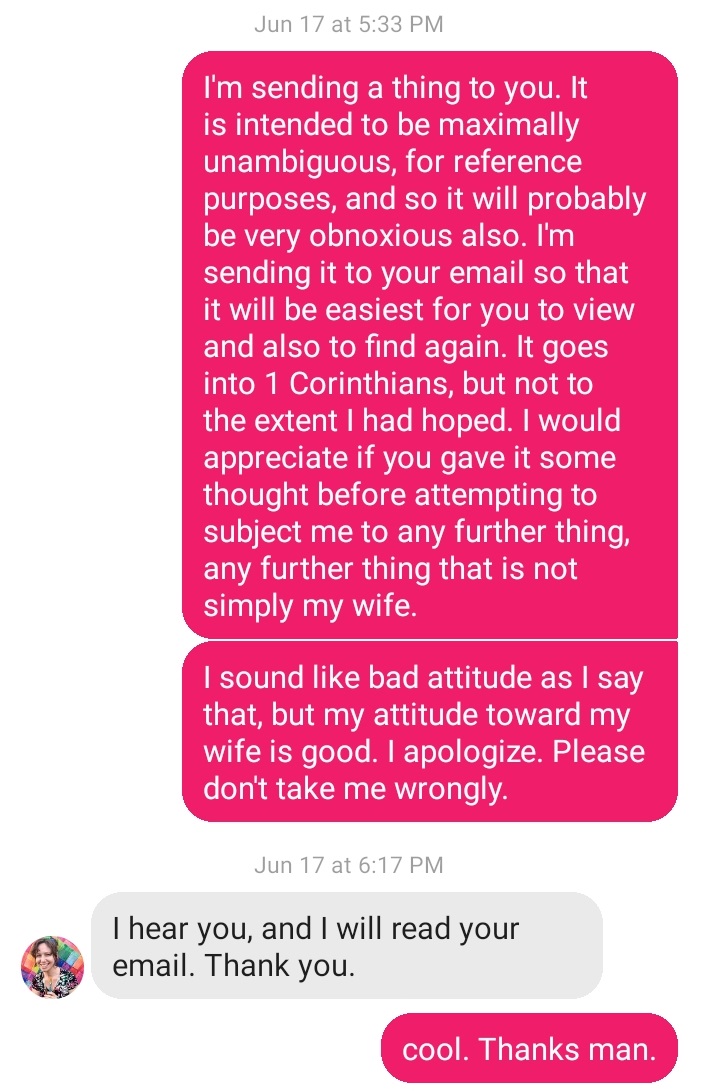 Jun 17 at 5:33 PM
I'm sending a thing to you. It
is intended to be maximally
unambiguous, for reference
purposes, and so it will probably
be very obnoxious also. I'm
sending it to your email so that
it will be easiest for you to view
and also to find again. It goes
into 1 Corinthians, but not to
the extent I had hoped. I would
appreciate if you gave it some
thought before attempting to
subject me to any further thing,
any further thing that is not
simply my wife.
I sound like bad attitude as I say
that, but my attitude toward my
wife is good. I apologize. Please
don't take me wrongly.
Jun 17 at 6:17 PM
I hear you, and I will read your
email. Thank you.
cool. Thanks man.